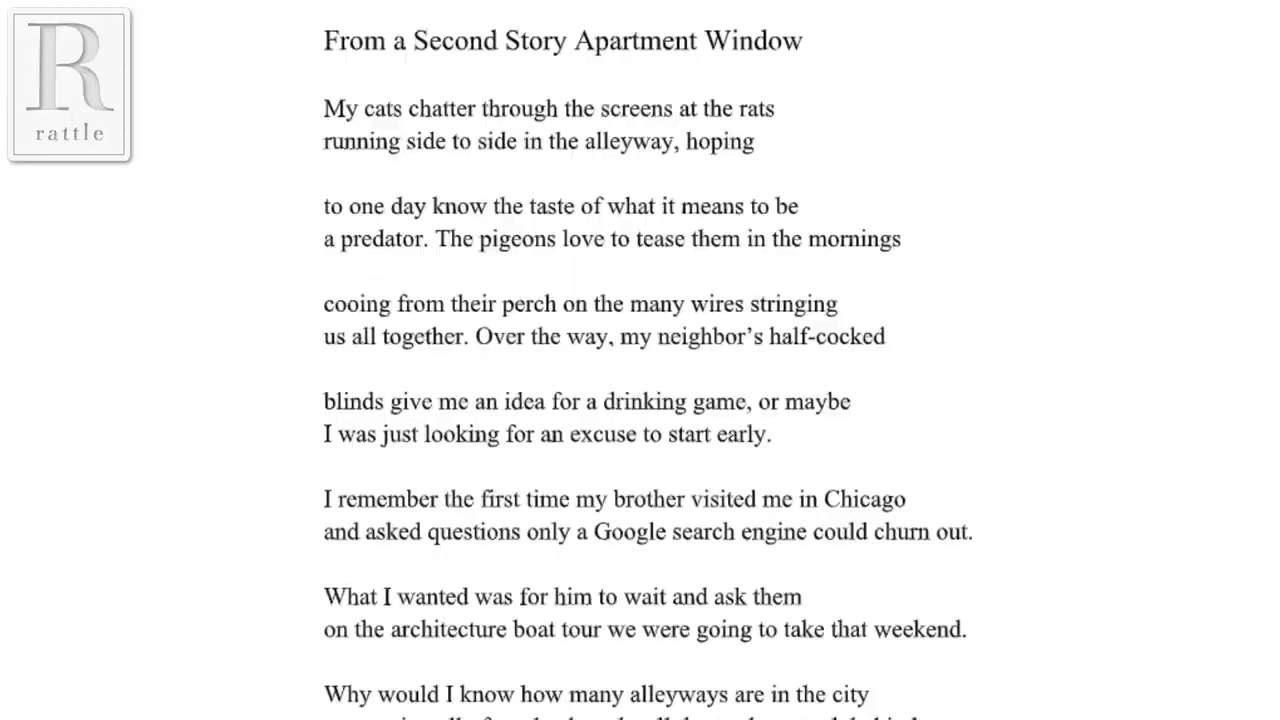 R
rattle
From a Second Story Apartment Window
My cats chatter through the screens at the rats
running side to side in the alleyway, hoping
to one day know the taste of what it means to be
a predator. The pigeons love to tease them in the mornings
cooing from their perch on the many wires stringing
us all together. Over the way, my neighbor’s half-cocked
blinds give me an idea for a drinking game, or maybe
I was just looking for an excuse to start early.
I remember the first time my brother visited me in Chicago
and asked questions only a Google search engine could churn out.
What I wanted was for him to wait and ask them
on the architecture boat tour we were going to take that weekend.
Why would I know how many alleyways are in the city